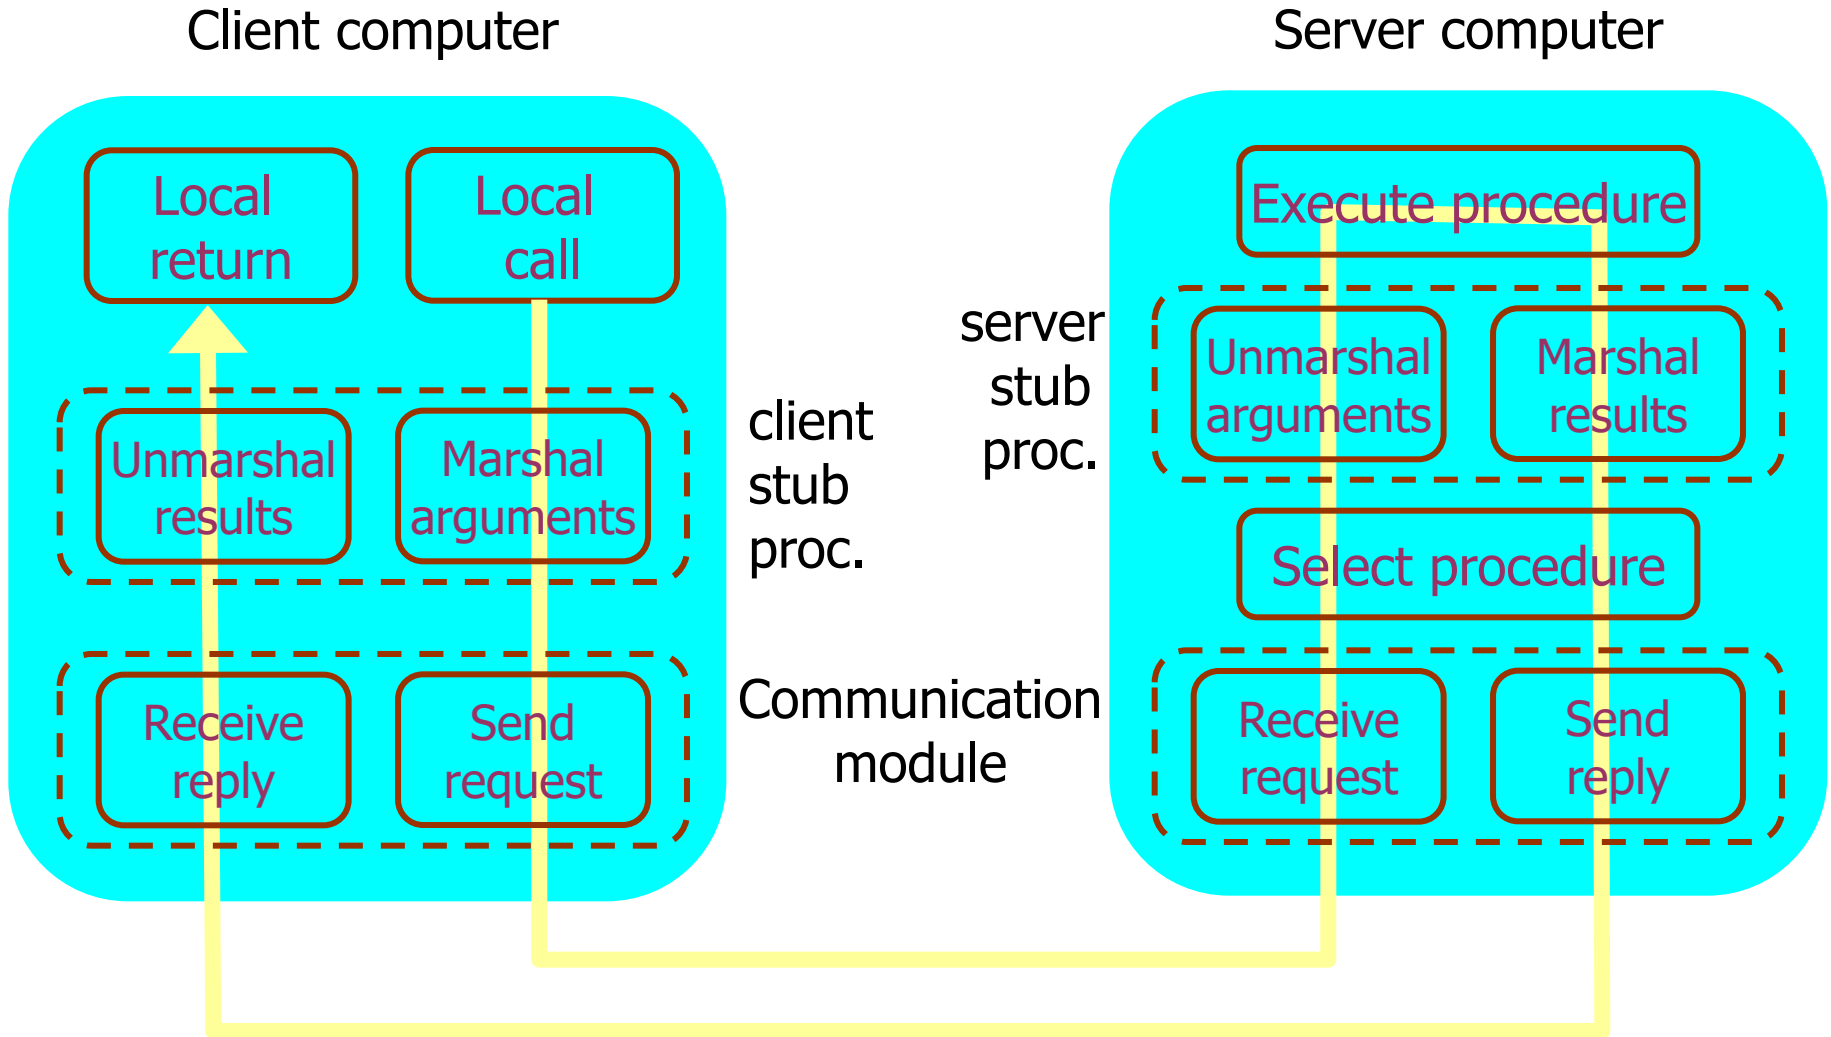 Client computer
Local
return
Local
call
Unmarshal
results
Marshal
arguments
client
stub
proc.
Receive
reply
Send
request
Communication
module
Server computer
Execute procedure
server
stub
proc.
Unmarshal
arguments
Marshal
results
Select procedure
Receive
request
Send
reply